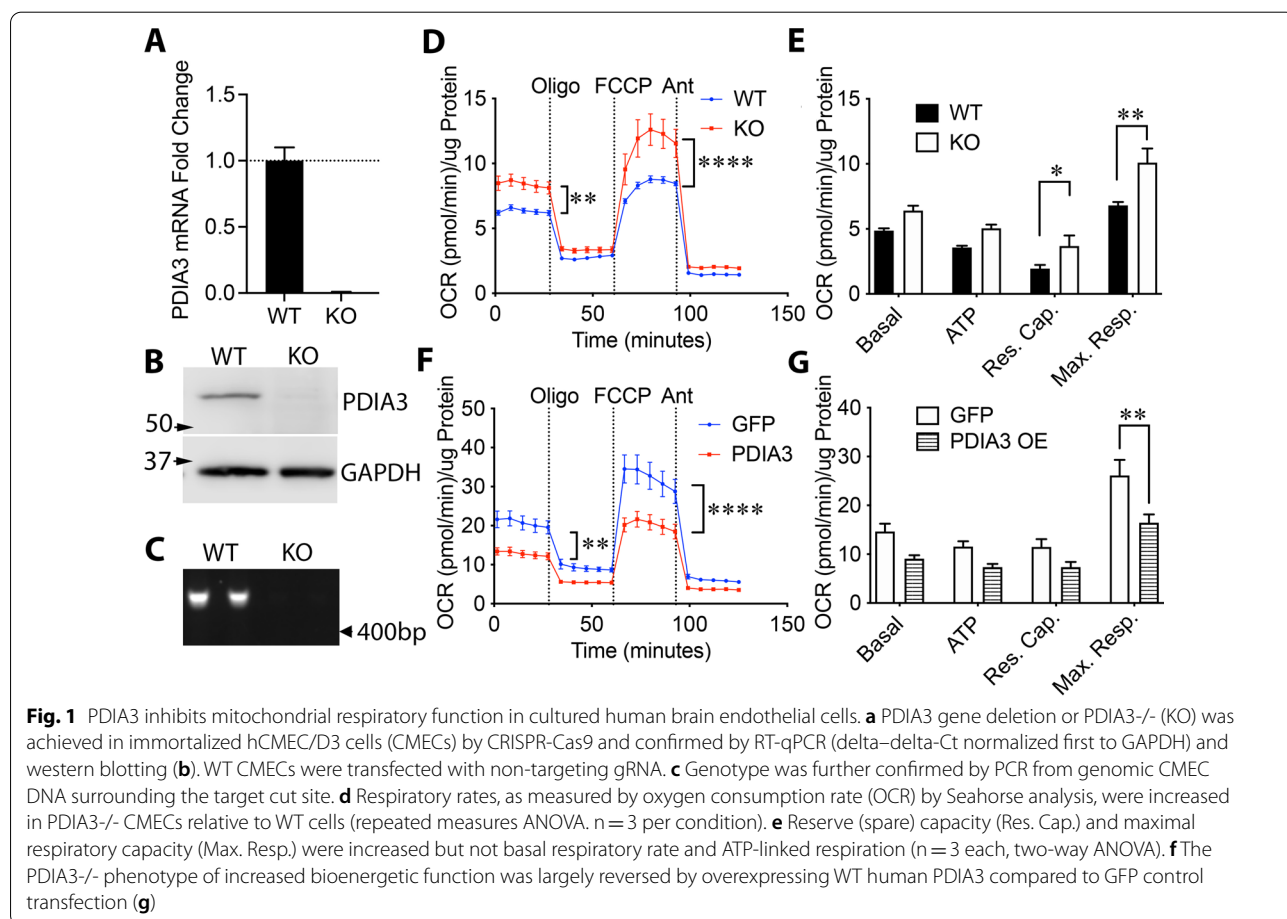 A
PDIA3 mRNA Fold Change
1.5
1.0
0.5
0.0
WT KO
B
WT KO
PDIA3
50
37
GAPDH
C
WT KO
400bp
D
Oligo FCCP Ant
WT
KO
OCR (pmol/min)/ug Protein
15
10
5
0
**
****
0 50 100 150
Time (minutes)
E
OCR (pmol/min)/ug Protein
15
10
5
0
WT
KO
*
**
Basal
ATP
Res. Cap.
Max. Resp.
F
Oligo FCCP Ant
GFP
PDIA3
OCR (pmol/min)/ug Protein
50
40
30
20
10
0
**
****
0 50 100 150
Time (minutes)
G
OCR (pmol/min)/ug Protein
40
30
20
10
0
GFP
PDIA3 OE
**
Basal
ATP
Res. Cap.
Max. Resp.
Fig. 1 PDIA3 inhibits mitochondrial respiratory function in cultured human brain endothelial cells. a PDIA3 gene deletion or PDIA3-/- (KO) was
achieved in immortalized hCMEC/D3 cells (CMECs) by CRISPR-Cas9 and confirmed by RT-qPCR (delta–delta-Ct normalized first to GAPDH) and
western blotting (b). WT CMECs were transfected with non-targeting gRNA. c Genotype was further confirmed by PCR from genomic CMEC
DNA surrounding the target cut site. d Respiratory rates, as measured by oxygen consumption rate (OCR) by Seahorse analysis, were increased
in PDIA3-/- CMECs relative to WT cells (repeated measures ANOVA. n = 3 per condition). e Reserve (spare) capacity (Res. Cap.) and maximal
respiratory capacity (Max. Resp.) were increased but not basal respiratory rate and ATP-linked respiration (n = 3 each, two-way ANOVA). f The
PDIA3-/- phenotype of increased bioenergetic function was largely reversed by overexpressing WT human PDIA3 compared to GFP control
transfection (g)